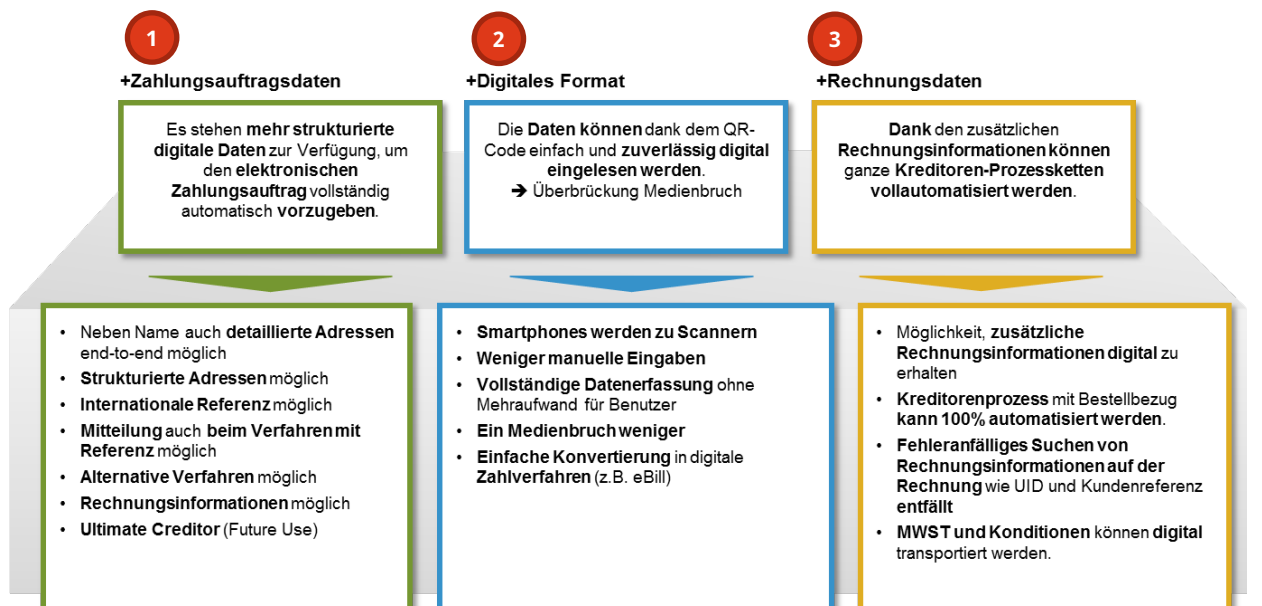 1
+Zahlungsauftragsdaten
Es stehen mehr strukturierte
digitale Daten zur Verfügung, um
den elektronischen
Zahlungsauftrag vollständig
automatisch vorzugeben.
• Neben Name auch detaillierte Adressen
end-to-end möglich
• Strukturierte Adressen möglich
• Internationale Referenz möglich
• Mitteilung auch beim Verfahren mit
Referenz möglich
• Alternative Verfahren möglich
• Rechnungsinformationen möglich
• Ultimate Creditor (Future Use)
2
+Digitales Format
Die Daten können dank dem QR-
Code einfach und zuverlässig digital
eingelesen werden.
➔ Überbrückung Medienbruch
• Smartphones werden zu Scannern
• Weniger manuelle Eingaben
• Vollständige Datenerfassung ohne
Mehraufwand für Benutzer
• Ein Medienbruch weniger
• Einfache Konvertierung in digitale
Zahlverfahren (z.B. eBill)
3
+Rechnungsdaten
Dank den zusätzlichen
Rechnungsinformationen können
ganze Kreditoren-Prozessketten
vollautomatisiert werden.
• Möglichkeit, zusätzliche
Rechnungsinformationen digital zu
erhalten
• Kreditorenprozess mit Bestellbezug
kann 100% automatisiert werden.
• Fehleranfälliges Suchen von
Rechnungsinformationen auf der
Rechnung wie UID und Kundenreferenz
entfällt
• MWST und Konditionen können digital
transportiert werden.